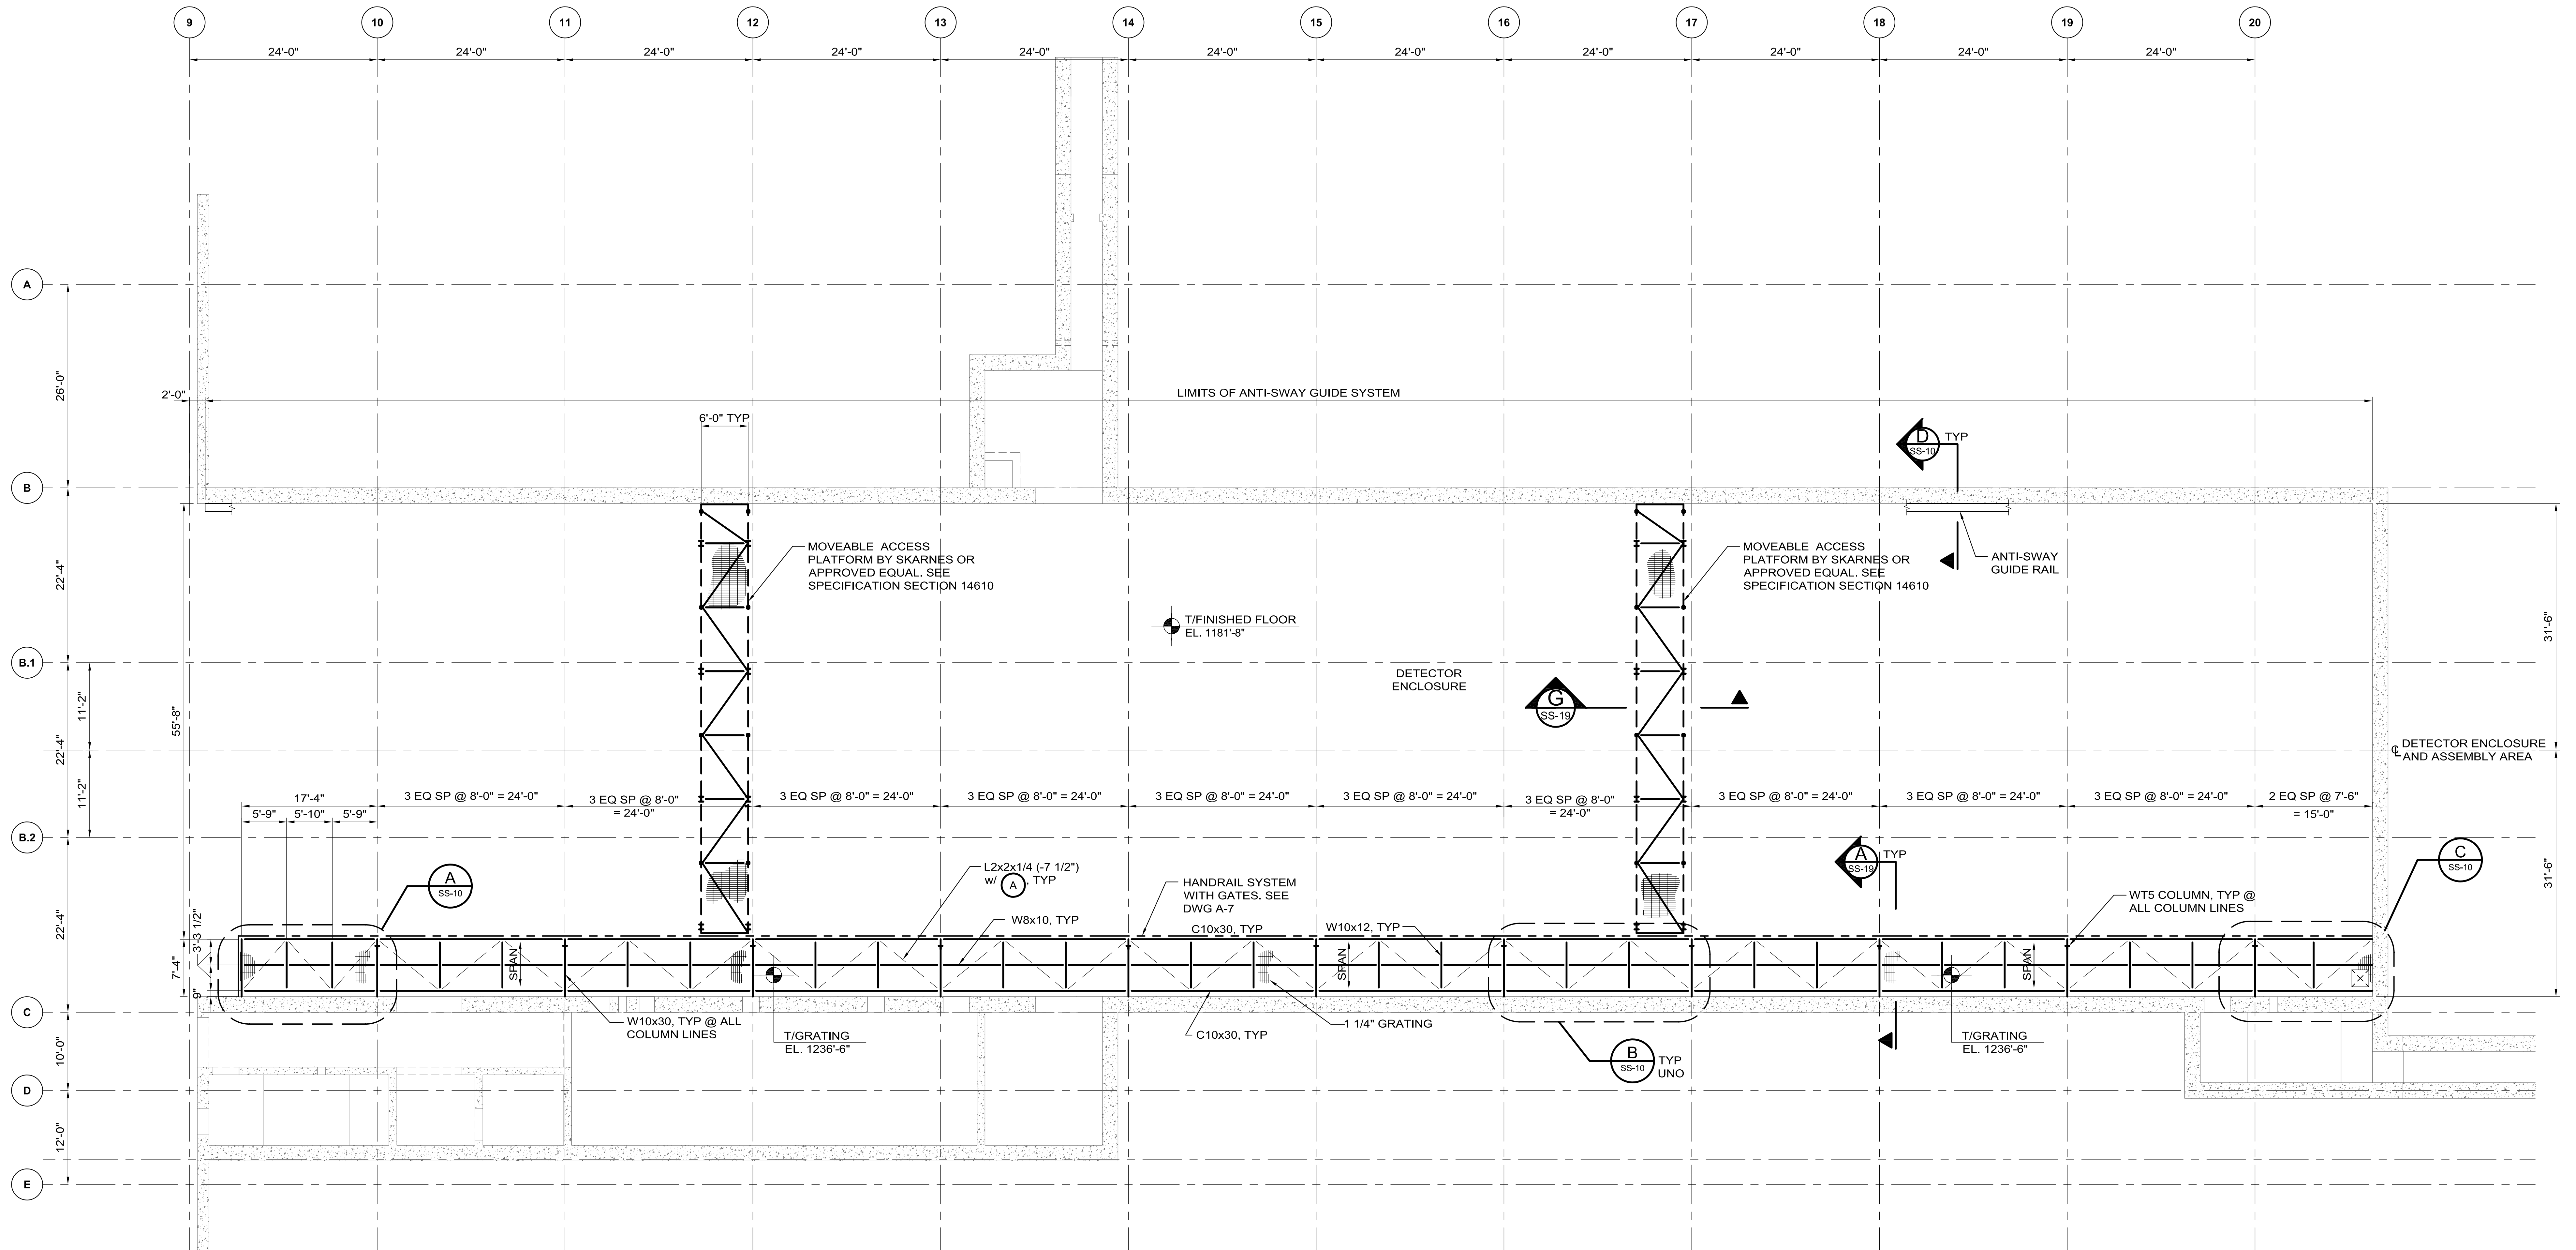 9
10
11
12
13
14
15
16
17
18
19
20
24'-0"
24'-0"
24'-0"
24'-0"
24'-0"
24'-0"
24'-0"
24'-0"
24'-0"
24'-0"
24'-0"
A
26'-0"
2'-0"
LIMITS OF ANTI-SWAY GUIDE SYSTEM
6'-0" TYP
D
SS-10
TYP
B
22'-4"
MOVEABLE ACCESS
PLATFORM BY SKARNES OR
APPROVED EQUAL. SEE
SPECIFICATION SECTION 14610
MOVEABLE ACCESS
PLATFORM BY SKARNES OR
APPROVED EQUAL. SEE
SPECIFICATION SECTION 14610
ANTI-SWAY
GUIDE RAIL
T/FINISHED FLOOR
EL. 1181'-8"
31'-6"
B.1
11'-2"
55'-8"
22'-4"
DETECTOR
ENCLOSURE
G
SS-19
℄ DETECTOR ENCLOSURE
AND ASSEMBLY AREA
11'-2"
17'-4"
5'-9"
5'-10"
5'-9"
3 EQ SP @ 8'-0" = 24'-0"
3 EQ SP @ 8'-0"
= 24'-0"
3 EQ SP @ 8'-0" = 24'-0"
3 EQ SP @ 8'-0" = 24'-0"
3 EQ SP @ 8'-0" = 24'-0"
3 EQ SP @ 8'-0" = 24'-0"
3 EQ SP @ 8'-0"
= 24'-0"
3 EQ SP @ 8'-0" = 24'-0"
3 EQ SP @ 8'-0" = 24'-0"
3 EQ SP @ 8'-0" = 24'-0"
2 EQ SP @ 7'-6"
= 15'-0"
B.2
22'-4"
A
SS-10
L2x2x1/4 (-7 1/2")
w/ A , TYP
W8x10, TYP
HANDRAIL SYSTEM
WITH GATES. SEE
DWG A-7
C10x30, TYP
W10x12, TYP
A
SS-19
TYP
WT5 COLUMN, TYP @
ALL COLUMN LINES
C
SS-10
31'-6"
3'-3 1/2"
7'-4"
9"
SPAN
SPAN
SPAN
C
10'-0"
W10x30, TYP @ ALL
COLUMN LINES
T/GRATING
EL. 1236'-6"
C10x30, TYP
1 1/4" GRATING
B
SS-10
TYP
UNO
T/GRATING
EL. 1236'-6"
D
12'-0"
E